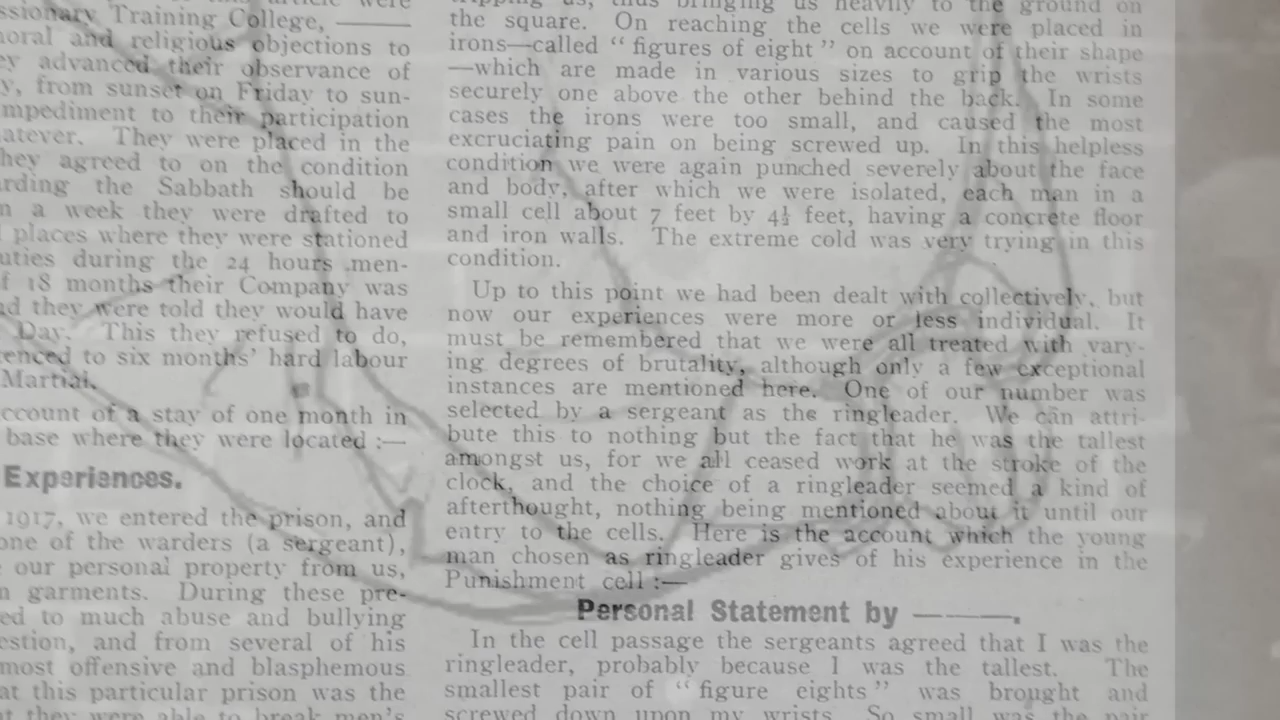 ssionary Training College, ———
noral and religious objections to
ey advanced their observance of
y, from sunset on Friday to sun-
mpediment to their participation
atever. They were placed in the
hey agreed to on the condition
arding the Sabbath should be
n a week they were drafted to
l places where they were stationed
uties during the 24 hours men-
f 18 months their Company was
nd they were told they would have
Day. This they refused to do,
tenced to six months' hard labour
Martial.
ccount of a stay of one month in
base where they were located :—
Experiences.
1917, we entered the prison, and
one of the warders (a sergeant),
our personal property from us,
n garments. During these pre-
ed to much abuse and bullying
estion, and from several of his
most offensive and blasphemous
at this particular prison was the
t they were able to break men's
tripping us, thus bringing us heavily to the ground on
the square. On reaching the cells we were placed in
irons—called "figures of eight" on account of their shape
—which are made in various sizes to grip the wrists
securely one above the other behind the back. In some
cases the irons were too small, and caused the most
excruciating pain on being screwed up. In this helpless
condition we were again punched severely about the face
and body, after which we were isolated, each man in a
small cell about 7 feet by 4½ feet, having a concrete floor
and iron walls. The extreme cold was very trying in this
condition.
Up to this point we had been dealt with collectively, but
now our experiences were more or less individual. It
must be remembered that we were all treated with vary-
ing degrees of brutality, although only a few exceptional
instances are mentioned here. One of our number was
selected by a sergeant as the ringleader. We can attri-
bute this to nothing but the fact that he was the tallest
amongst us, for we all ceased work at the stroke of the
clock, and the choice of a ringleader seemed a kind of
afterthought, nothing being mentioned about it until our
entry to the cells. Here is the account which the young
man chosen as ringleader gives of his experience in the
Punishment cell :—
Personal Statement by ———.
In the cell passage the sergeants agreed that I was the
ringleader, probably because I was the tallest. The
smallest pair of "figure eights" was brought and
screwed down upon my wrists. So small was the pair